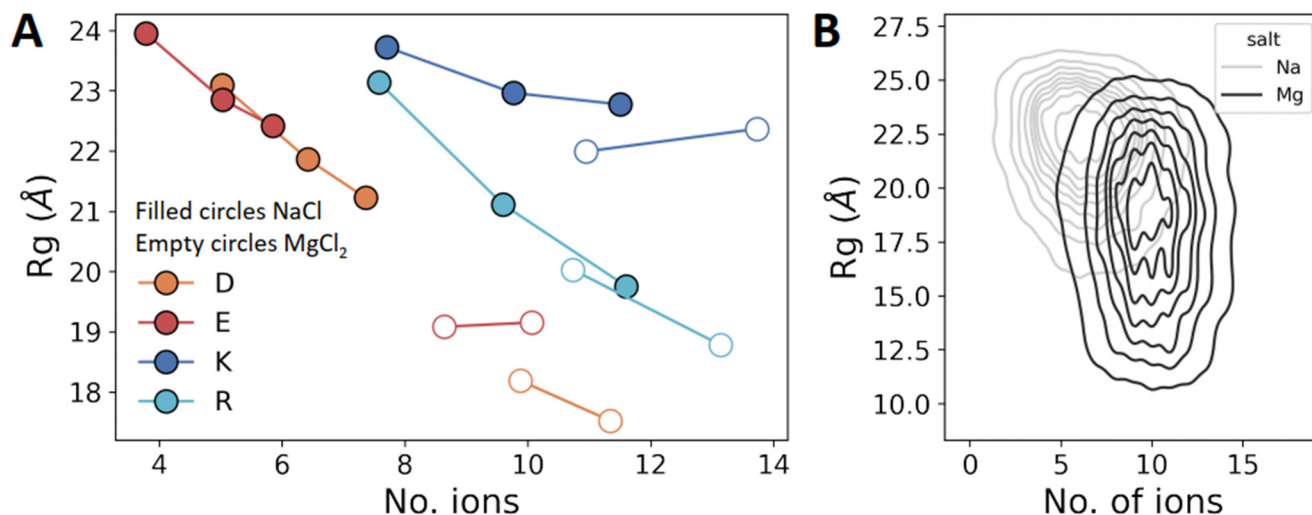 A
24
23
22
21
20
19
18
Rg (Å)
Filled circles NaCl
Empty circles MgCl₂
D
E
K
R
4
6
8
10
12
14
No. ions
B
27.5
25.0
22.5
20.0
17.5
15.0
12.5
10.0
Rg (Å)
salt
Na
Mg
0
5
10
15
No. of ions